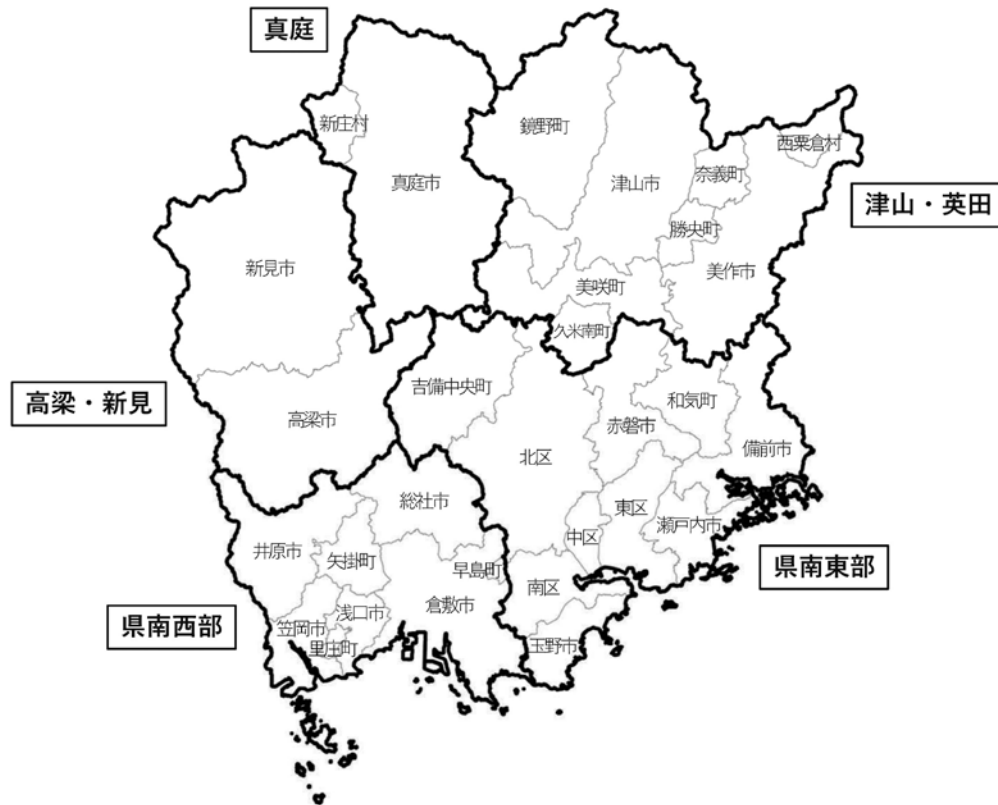 真庭
新庄村
鏡野町
西粟倉村
奈義町
真庭市
津山市
津山・英田
勝央町
新見市
美作市
美咲町
久米南町
吉備中央町
和気町
高梁・新見
高梁市
赤磐市
備前市
北区
総社市
東区
瀬戸内市
中区
井原市
矢掛町
早島町
県南東部
南区
倉敷市
浅口市
県南西部
笠岡市
里庄町
玉野市